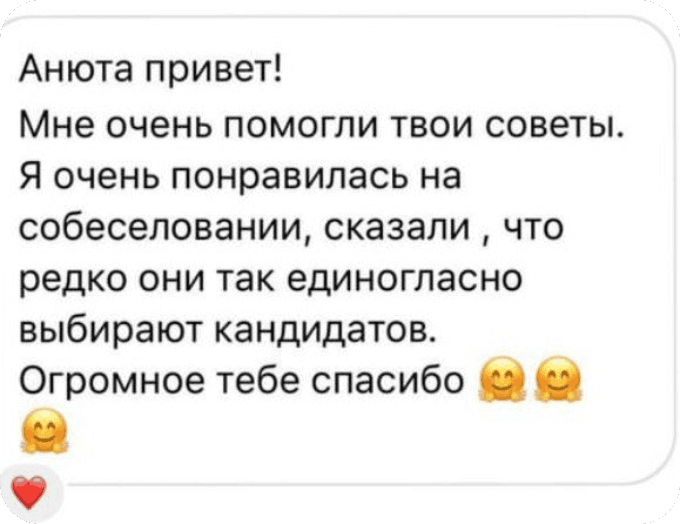 Анюта привет!
Мне очень помогли твои советы.
Я очень понравилась на
собеселовании, сказали , что
редко они так единогласно
выбирают кандидатов.
Огромное тебе спасибо 🤗🤗
🤗
❤️